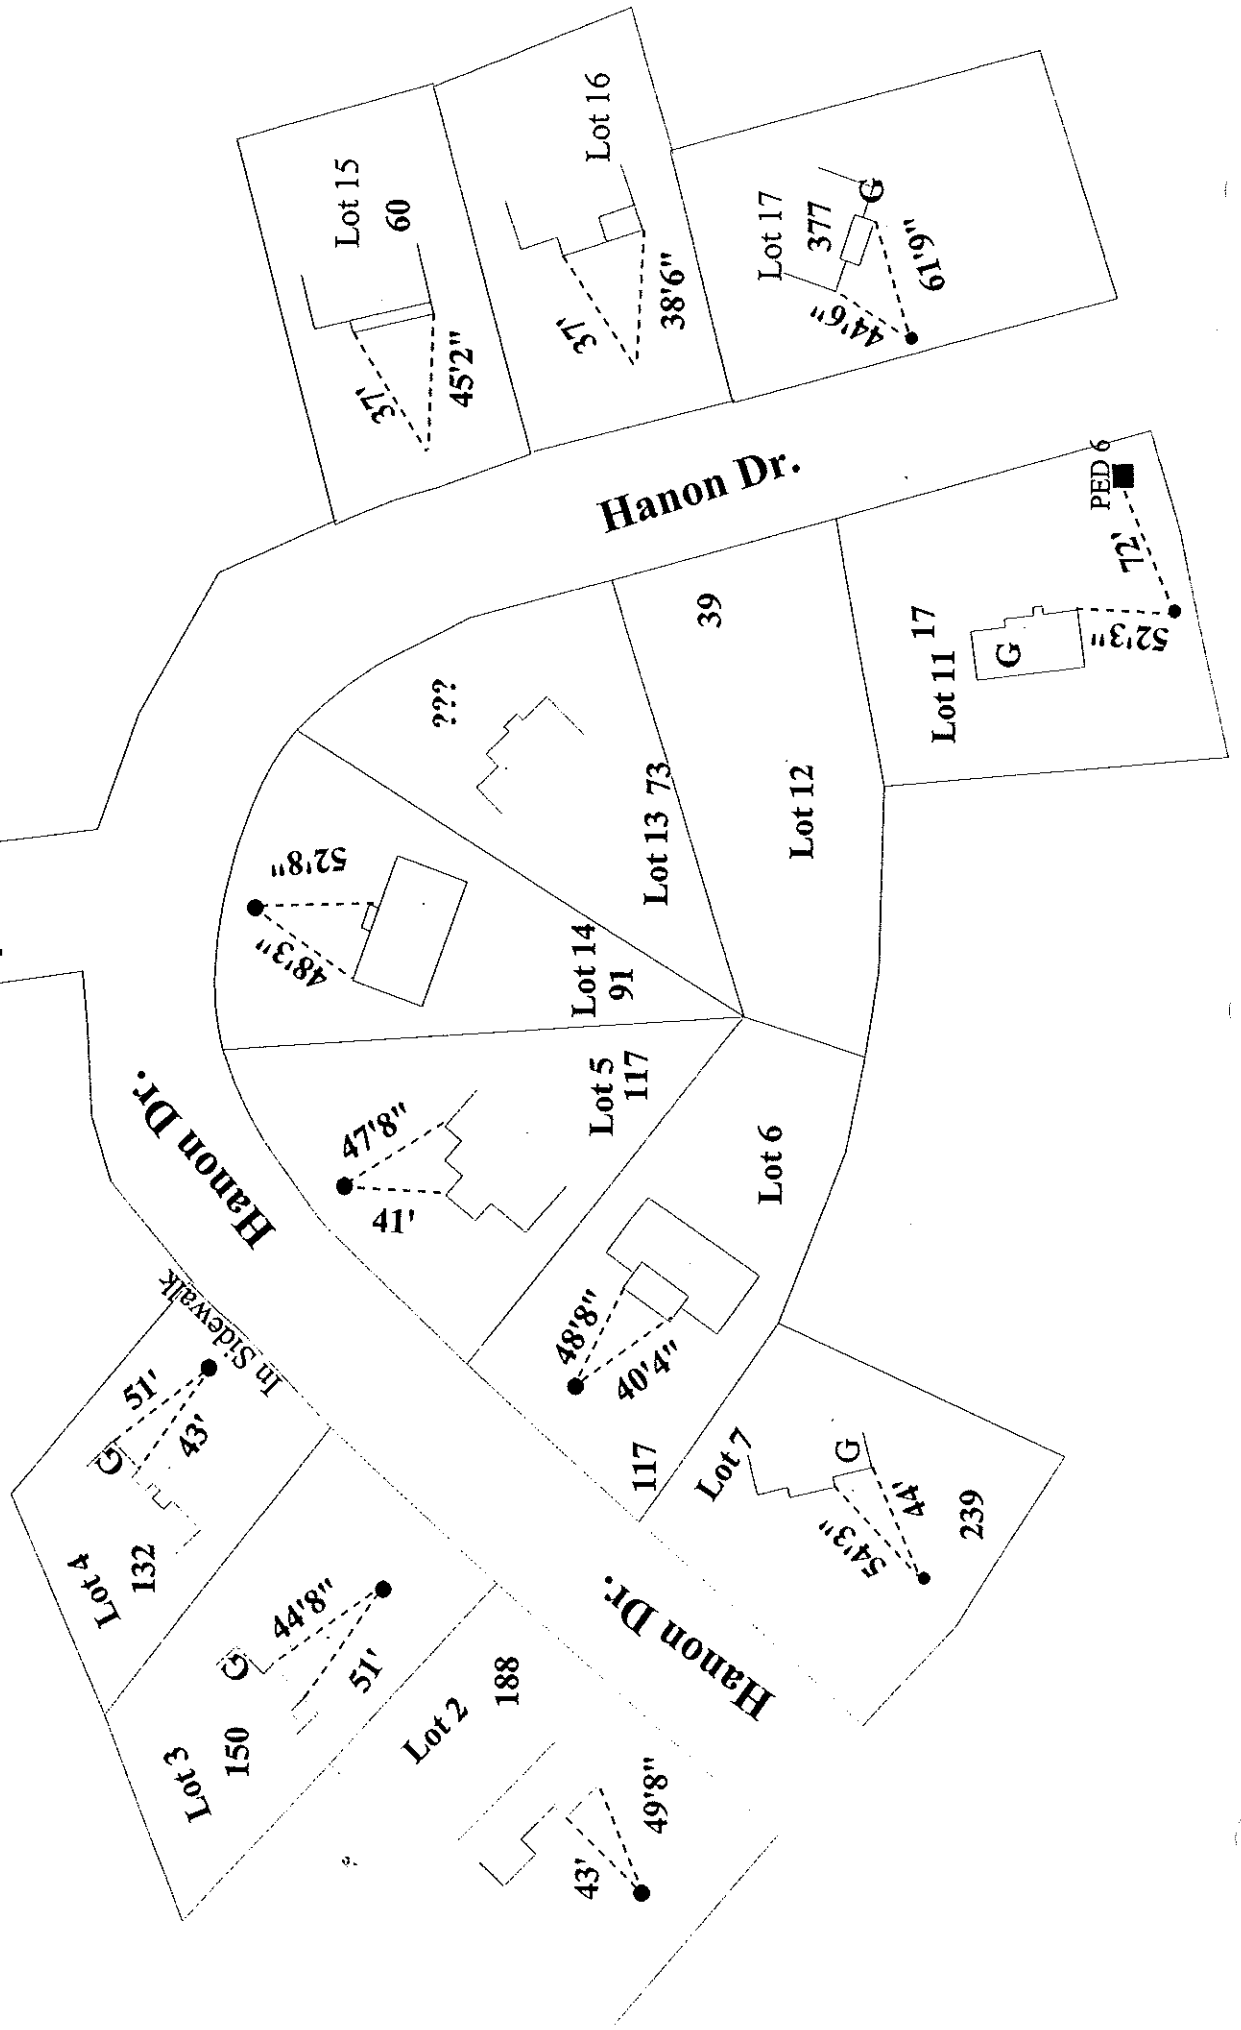 Lot 15
60
37'
45'2"
Lot 16
37'
38'6"
Lot 17
377
G
44'6"
61'9"
Hanon Dr.
PED 6
72'
52'3"
G
Lot 11 17
39
Lot 12
???
Lot 13 73
52'8"
48'3"
Lot 14
91
Hanon Dr.
47'8"
41'
Lot 5
117
Lot 6
48'8"
40'4"
117
In Sidewalk
51'
43'
G
Lot 4
132
Lot 7
G
44'
54'3"
239
Hanon Dr.
44'8"
51'
G
Lot 3
150
Lot 2
188
43'
49'8"